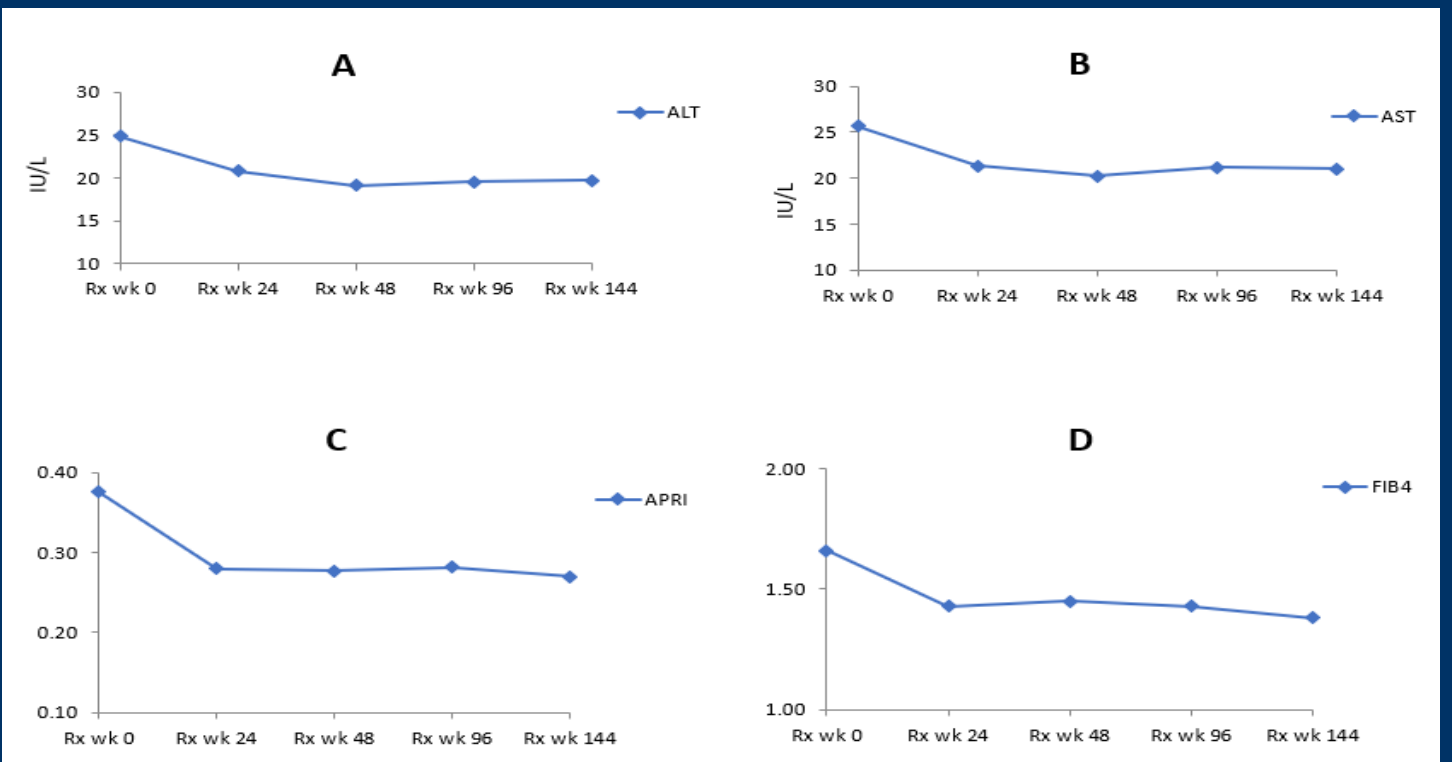 A
ALT
30
25
20
15
10
IU/L
Rx wk 0 Rx wk 24 Rx wk 48 Rx wk 96 Rx wk 144
B
AST
30
25
20
15
10
IU/L
Rx wk 0 Rx wk 24 Rx wk 48 Rx wk 96 Rx wk 144
C
APRI
0.40
0.30
0.20
0.10
Rx wk 0 Rx wk 24 Rx wk 48 Rx wk 96 Rx wk 144
D
FIB4
2.00
1.50
1.00
Rx wk 0 Rx wk 24 Rx wk 48 Rx wk 96 Rx wk 144